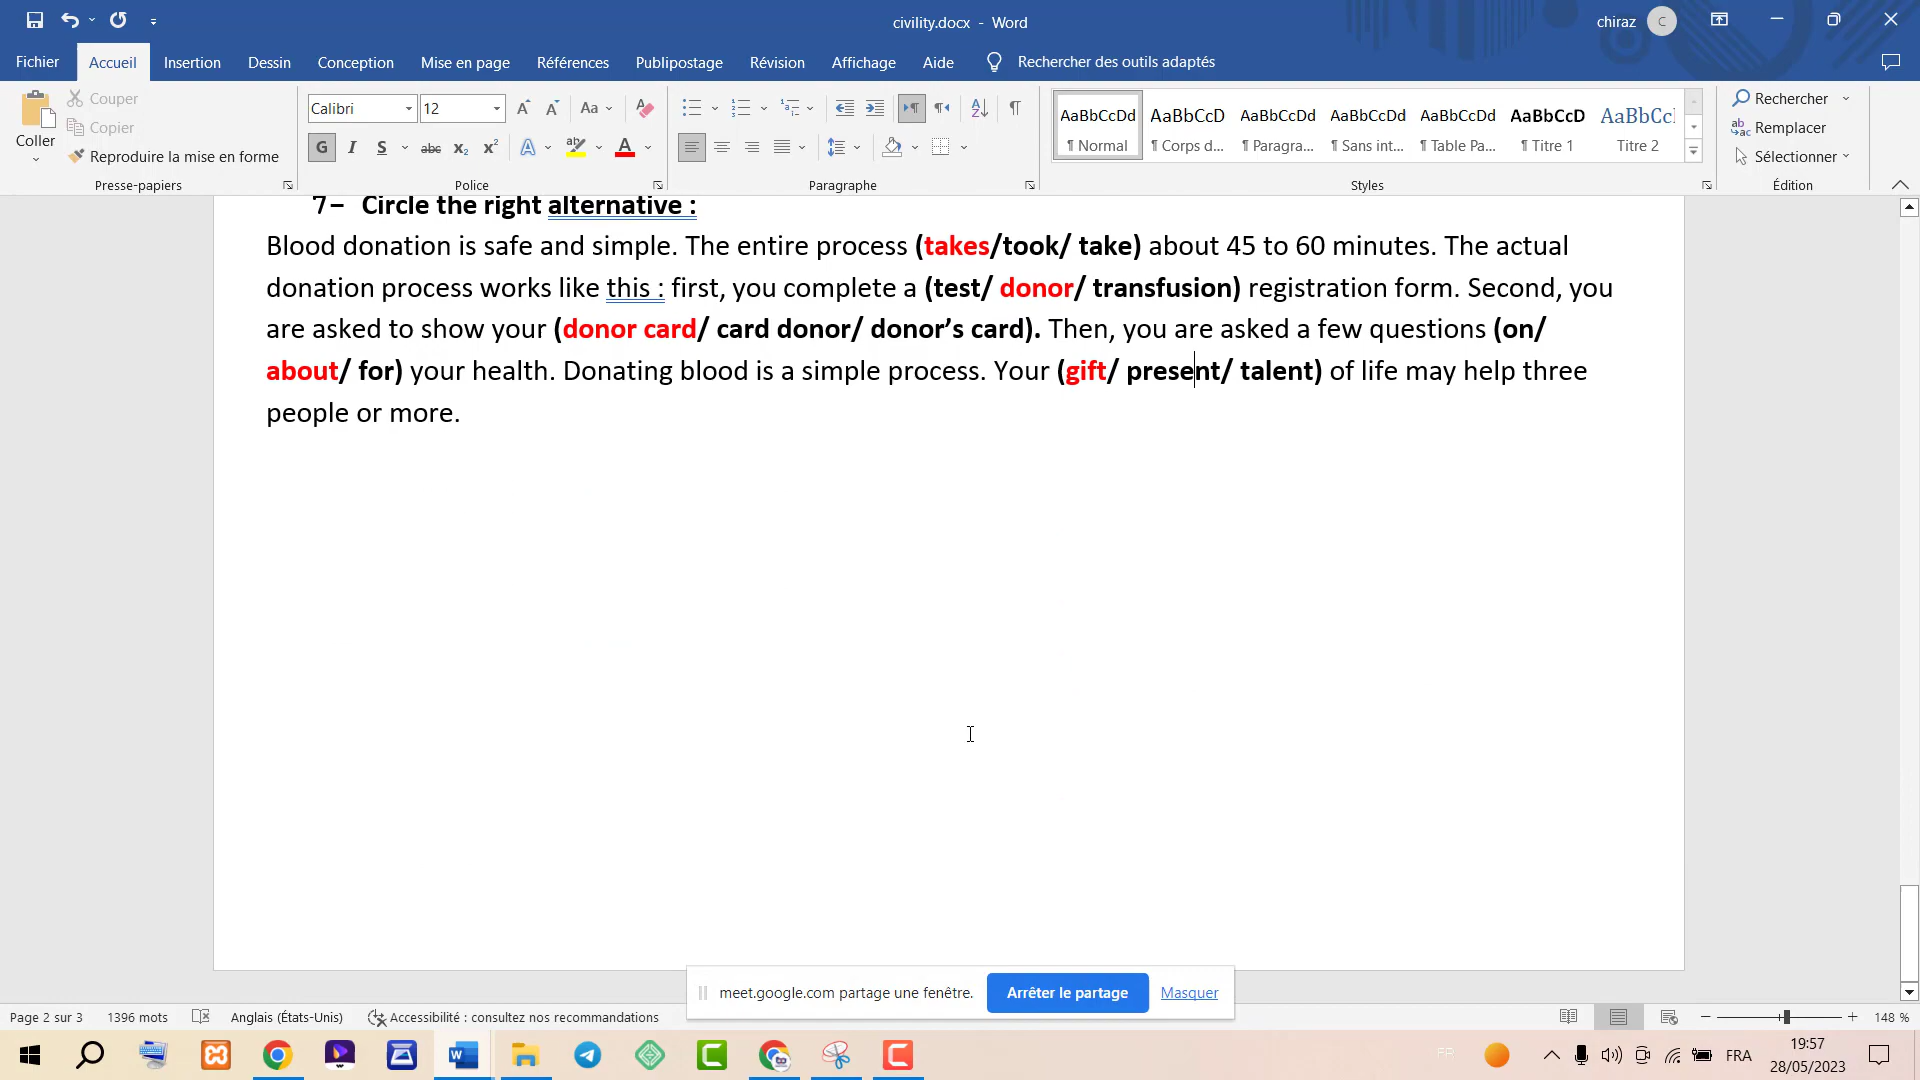 civility.docx - Word
chiraz
C
Fichier
Accueil
Insertion
Dessin
Conception
Mise en page
Références
Publipostage
Révision
Affichage
Aide
Rechercher des outils adaptés
Coller
Couper
Copier
Reproduire la mise en forme
Presse-papiers
Calibri
12
Aa
G I S abc x₂ x² A A
Police
Paragraphe
AaBbCcDd AaBbCcD AaBbCcDd AaBbCcDd AaBbCcDd AaBbCcD AaBbCc
¶ Normal ¶ Corps d... ¶ Paragra... ¶ Sans int... ¶ Table Pa... ¶ Titre 1 Titre 2
Styles
Rechercher
Remplacer
Sélectionner
Édition
7– Circle the right alternative :
Blood donation is safe and simple. The entire process (takes/took/ take) about 45 to 60 minutes. The actual
donation process works like this : first, you complete a (test/ donor/ transfusion) registration form. Second, you
are asked to show your (donor card/ card donor/ donor’s card). Then, you are asked a few questions (on/
about/ for) your health. Donating blood is a simple process. Your (gift/ present/ talent) of life may help three
people or more.
meet.google.com partage une fenêtre.
Arrêter le partage
Masquer
Page 2 sur 3
1396 mots
Anglais (États-Unis)
Accessibilité : consultez nos recommandations
148 %
FRA
19:57
28/05/2023